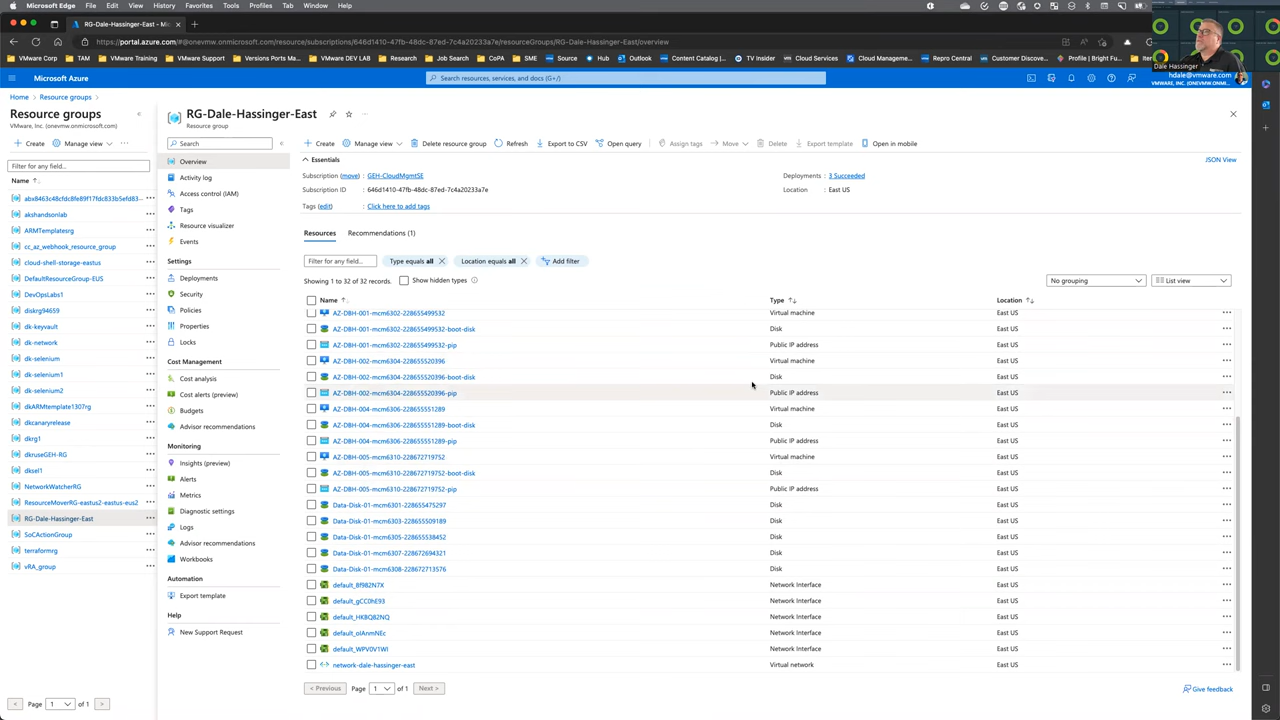 Microsoft Edge File Edit View History Favorites Tools Profiles Tab Window Help
RG-Dale-Hassinger-East - Mi...
https://portal.azure.com/#@onevmw.onmicrosoft.com/resource/subscriptions/646d1410-47fb-48dc-87ed-7c4a20233a7e/resourceGroups/RG-Dale-Hassinger-East/overview
VMware Corp TAM VMware Training VMware Support Versions Ports M... VMware DEV LAB Research Job Search CoPA SME Source Hub Outlook Content Catalog |... TV Insider Cloud Services Cloud Management... Repro Central Customer Discover... Profile | Bright Fu...
Dale Hassinger
Microsoft Azure
Search resources, services, and docs (G+/)
hdale@vmware.com
VMWARE, INC. (ONEVMW.ON...
Home > Resource groups >
Resource groups
VMware, Inc. (onevmw.onmicrosoft.com)
Create Manage view
Filter for any field...
Name
abx8463c48cfdc8fe89f17fdc833b5efd83...
akshandsonlab
ARMTemplatesrg
cc_az_webhook_resource_group
cloud-shell-storage-eastus
DefaultResourceGroup-EUS
DevOpsLabs1
diskrg94659
dk-keyvault
dk-network
dk-selenium
dk-selenium1
dk-selenium2
dkARMtemplate1307rg
dkcanaryrelease
dkrg1
dkruseGEH-RG
dksel1
NetworkWatcherRG
ResourceMoverRG-eastus2-eastus-eus2
RG-Dale-Hassinger-East
SoCActionGroup
terraformrg
vRA_group
Page 1 of 1
RG-Dale-Hassinger-East
Resource group
Search
Overview
Activity log
Access control (IAM)
Tags
Resource visualizer
Events
Settings
Deployments
Security
Policies
Properties
Locks
Cost Management
Cost analysis
Cost alerts (preview)
Budgets
Advisor recommendations
Monitoring
Insights (preview)
Alerts
Metrics
Diagnostic settings
Logs
Advisor recommendations
Workbooks
Automation
Export template
Help
New Support Request
Create Manage view Delete resource group Refresh Export to CSV Open query Assign tags Move Delete Export template Open in mobile
Essentials
JSON View
Subscription (move) : GEH-CloudMgmtSE
Deployments : 3 Succeeded
Subscription ID : 646d1410-47fb-48dc-87ed-7c4a20233a7e
Location : East US
Tags (edit) : Click here to add tags
Resources Recommendations (1)
Filter for any field... Type equals all Location equals all Add filter
Showing 1 to 32 of 32 records. Show hidden types
No grouping List view
Name Type Location
AZ-DBH-001-mcm6302-228655499532 Virtual machine East US
AZ-DBH-001-mcm6302-228655499532-boot-disk Disk East US
AZ-DBH-001-mcm6302-228655499532-pip Public IP address East US
AZ-DBH-002-mcm6304-228655520396 Virtual machine East US
AZ-DBH-002-mcm6304-228655520396-boot-disk Disk East US
AZ-DBH-002-mcm6304-228655520396-pip Public IP address East US
AZ-DBH-004-mcm6306-228655551289 Virtual machine East US
AZ-DBH-004-mcm6306-228655551289-boot-disk Disk East US
AZ-DBH-004-mcm6306-228655551289-pip Public IP address East US
AZ-DBH-005-mcm6310-228672719752 Virtual machine East US
AZ-DBH-005-mcm6310-228672719752-boot-disk Disk East US
AZ-DBH-005-mcm6310-228672719752-pip Public IP address East US
Data-Disk-01-mcm6301-228655475297 Disk East US
Data-Disk-01-mcm6303-228655509189 Disk East US
Data-Disk-01-mcm6305-228655538452 Disk East US
Data-Disk-01-mcm6307-228672694321 Disk East US
Data-Disk-01-mcm6308-228672713576 Disk East US
default_8f982N7X Network Interface East US
default_gCC0hE93 Network Interface East US
default_HKBQ82NQ Network Interface East US
default_oIAnmNEc Network Interface East US
default_WPV0V1WI Network Interface East US
network-dale-hassinger-east Virtual network East US
< Previous Page 1 of 1 Next >
Give feedback